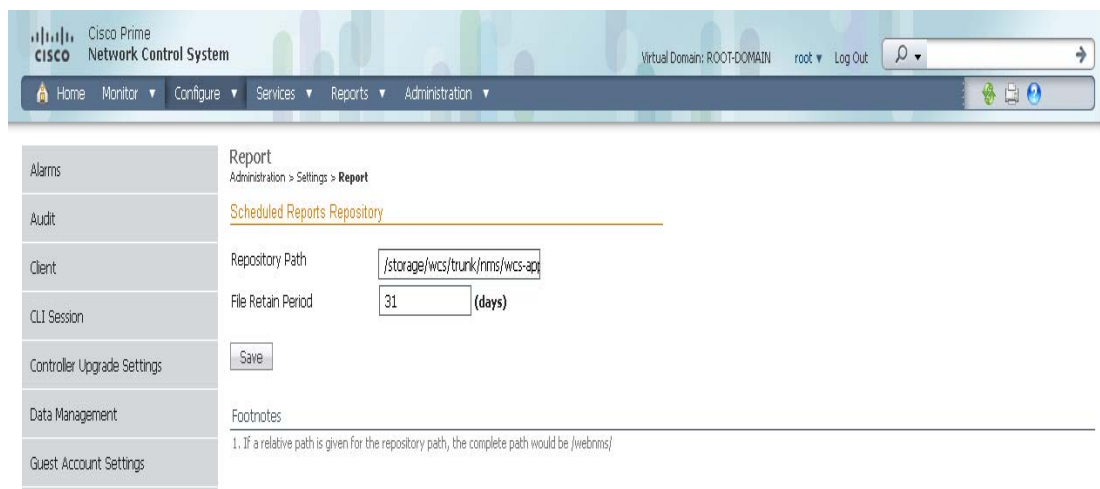 Cisco Prime
CISCO Network Control System
Virtual Domain: ROOT-DOMAIN root ▼ Log Out
Home Monitor ▼ Configure ▼ Services ▼ Reports ▼ Administration ▼
Alarms
Audit
Client
CLI Session
Controller Upgrade Settings
Data Management
Guest Account Settings
Report
Administration > Settings > Report
Scheduled Reports Repository
Repository Path /storage/wcs/trunk/nms/wcs-app
File Retain Period 31 (days)
Save
Footnotes
1. If a relative path is given for the repository path, the complete path would be /webnms/